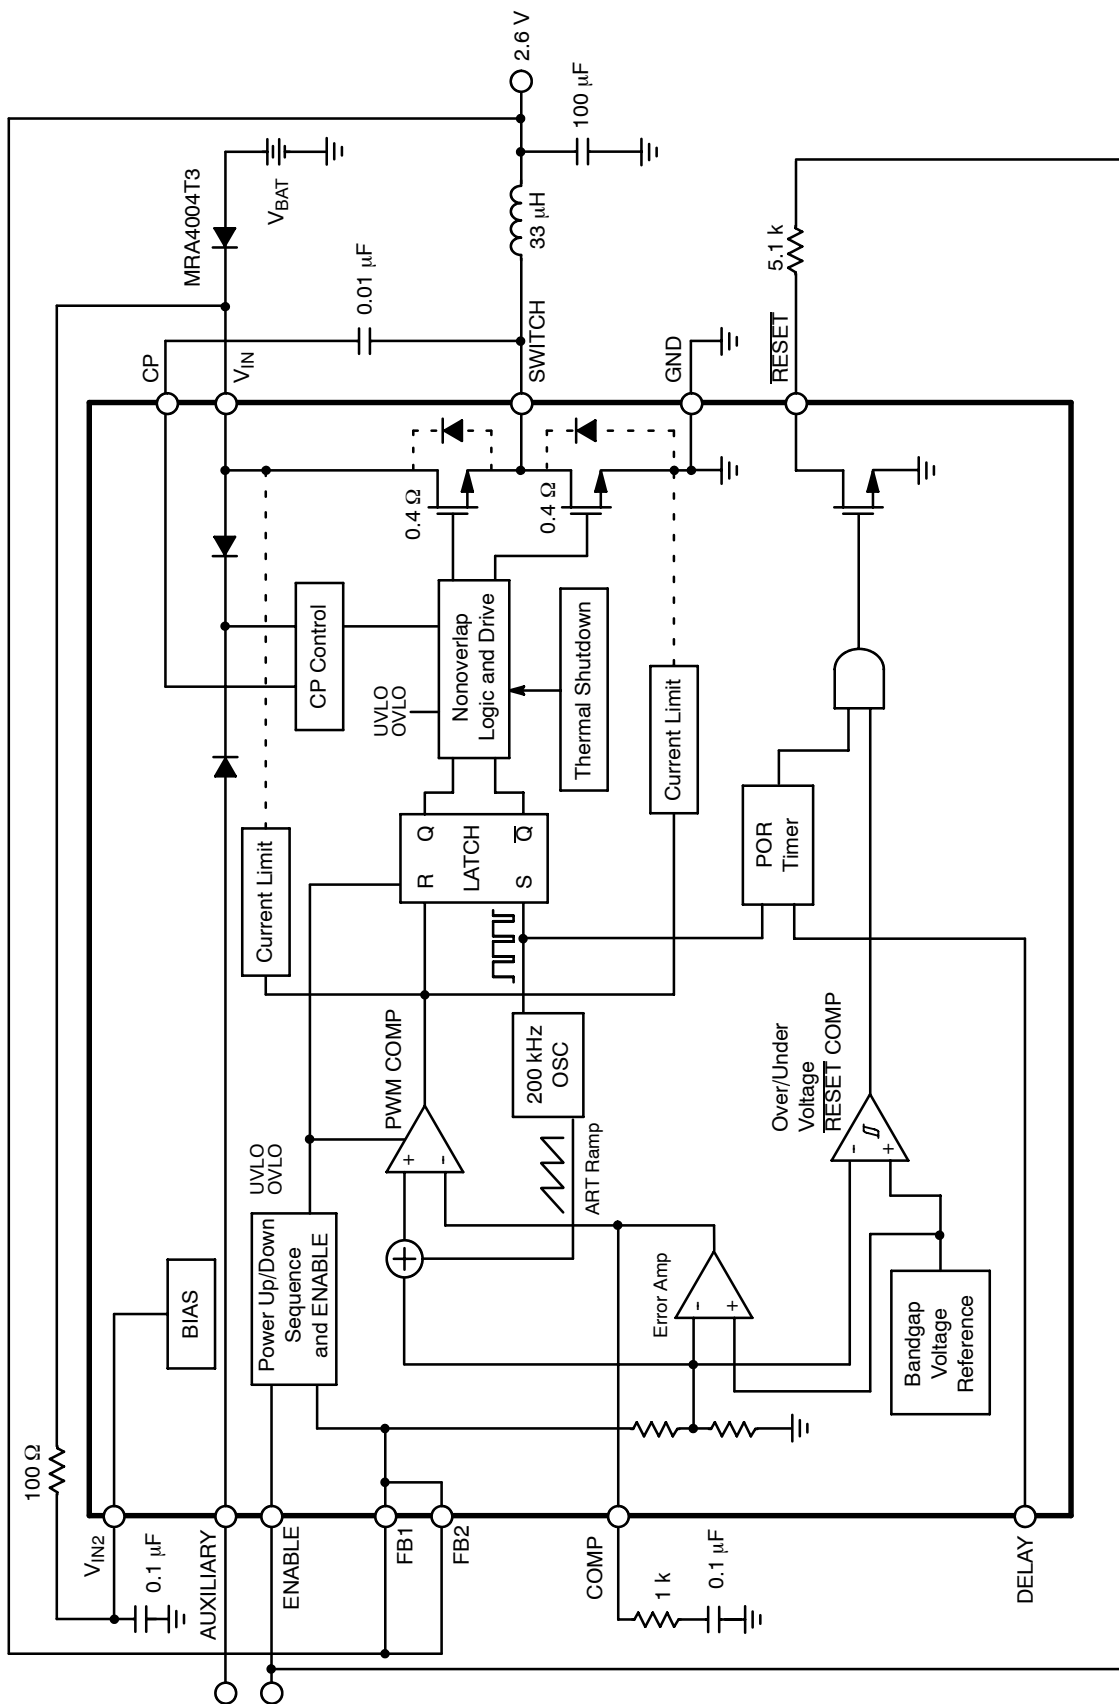 100 Ω
VIN2
0.1 µF
AUXILIARY
ENABLE
FB1
FB2
COMP
1 k
0.1 µF
DELAY
BIAS
Power Up/Down
Sequence
and ENABLE
UVLO
OVLO
Current Limit
PWM COMP
+
-
ART Ramp
200 kHz
OSC
Error Amp
-
+
Bandgap
Voltage
Reference
Over/Under
Voltage
RESET COMP
-
+
R Q
LATCH
S Q
UVLO
OVLO
CP Control
Nonoverlap
Logic and Drive
Thermal Shutdown
Current Limit
POR
Timer
0.4 Ω
0.4 Ω
CP
VIN
SWITCH
GND
RESET
MRA4004T3
VBAT
0.01 µF
33 µH
2.6 V
100 µF
5.1 k